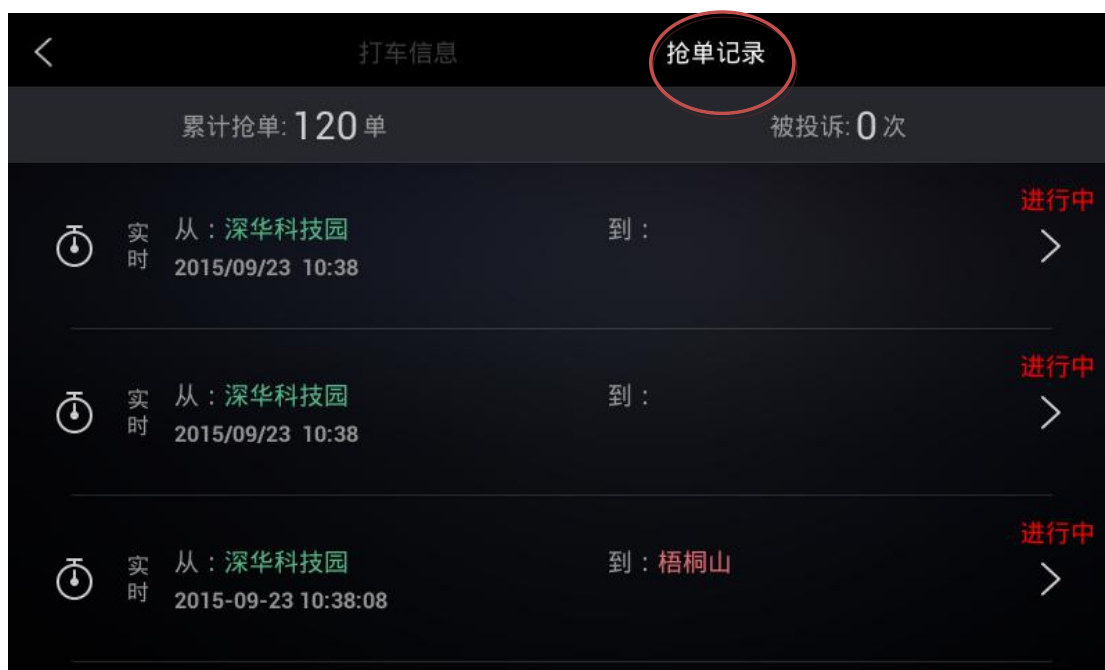 打车信息 抢单记录
累计抢单: 120 单 被投诉: 0 次
进行中
实时 从：深华科技园 到：
2015/09/23 10:38
进行中
实时 从：深华科技园 到：
2015/09/23 10:38
进行中
实时 从：深华科技园 到：梧桐山
2015-09-23 10:38:08